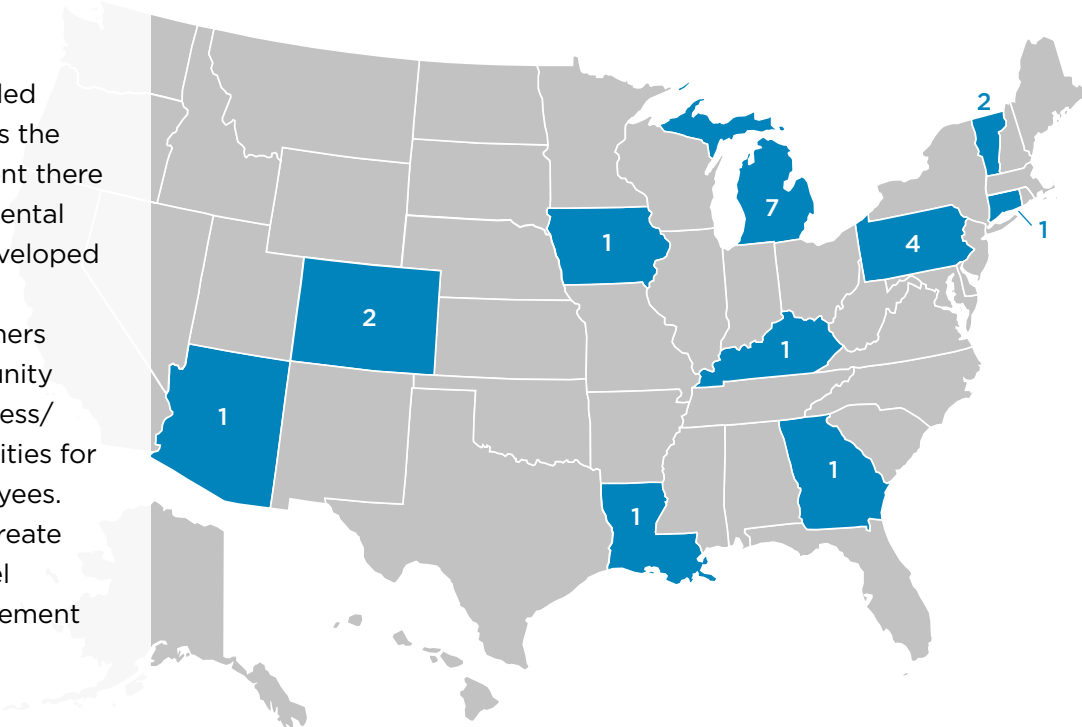 led
s the
nt there
ental
veloped
ners
unity
ess/
ities for
yees.
reate
el
ement
2
7
1
4
1
2
1
1
1
1